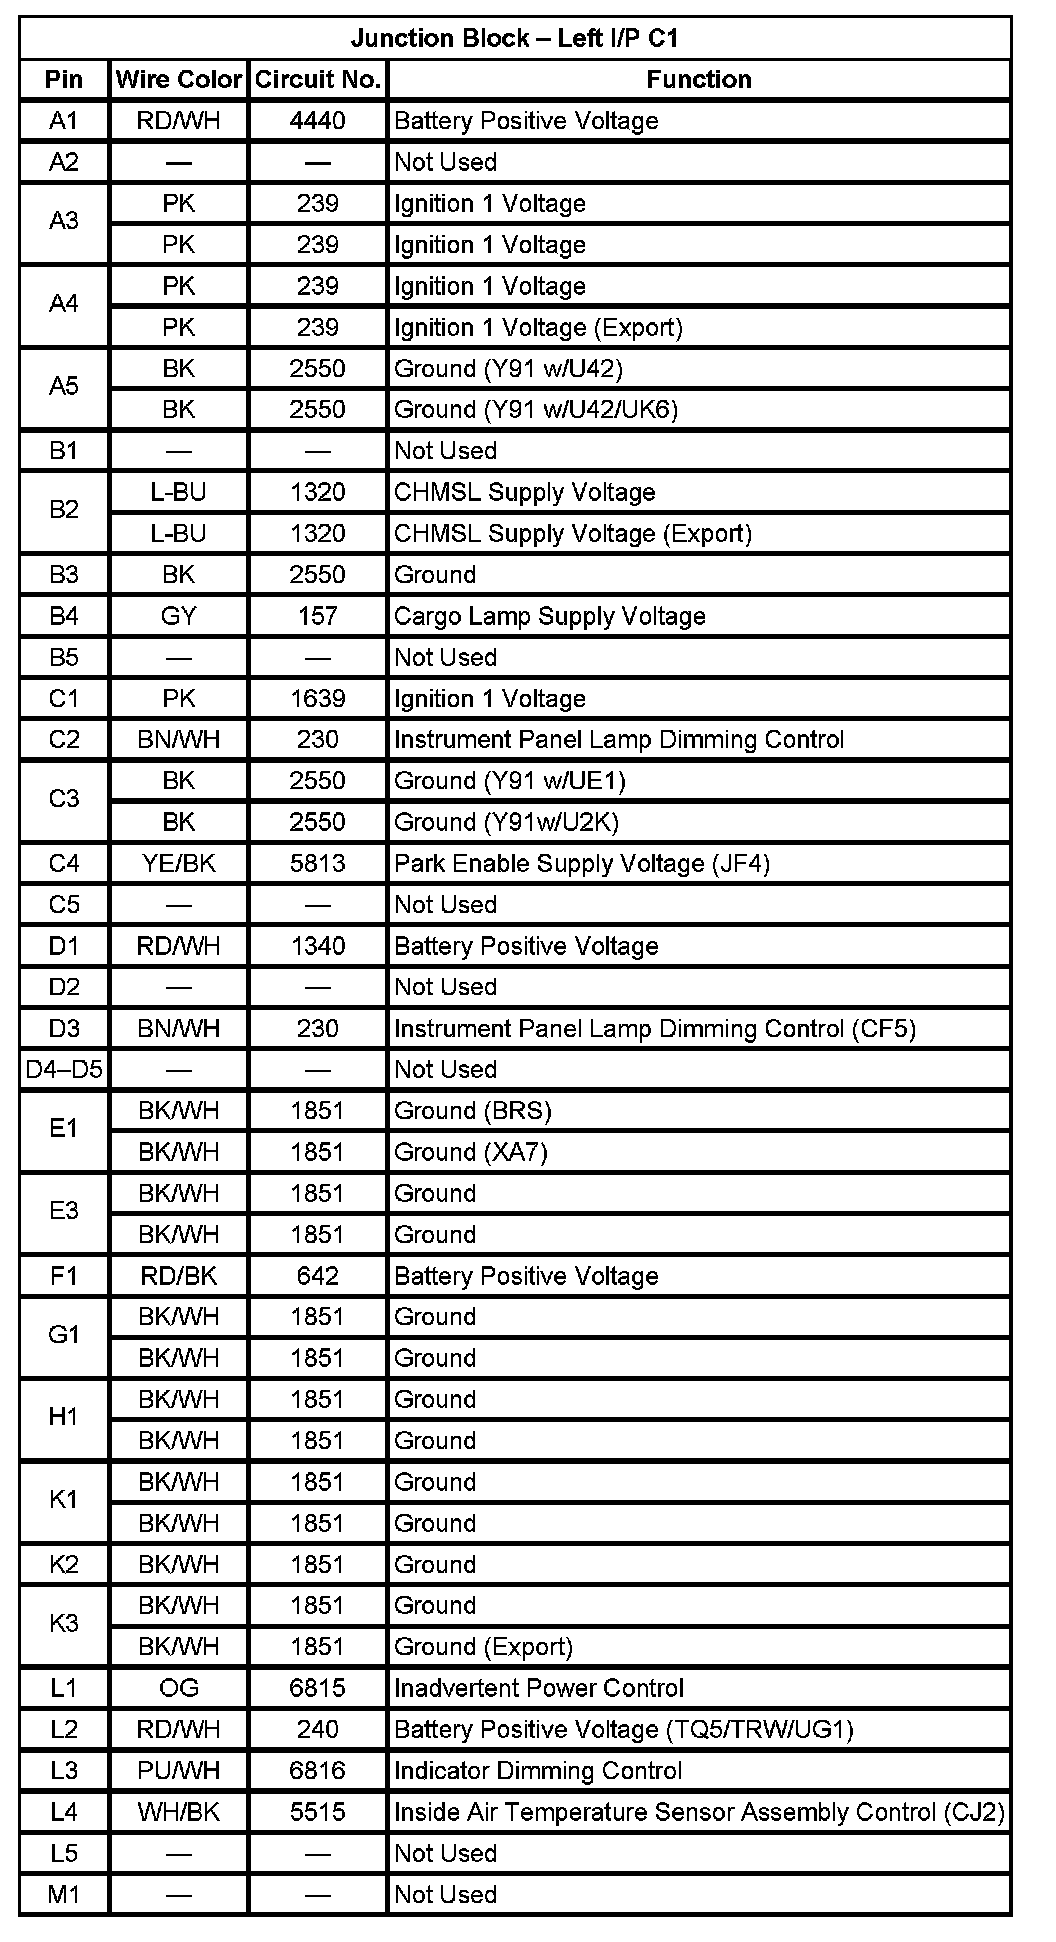 Junction Block – Left I/P C1
Pin Wire Color Circuit No. Function
A1 RD/WH 4440 Battery Positive Voltage
A2 — — Not Used
A3 PK 239 Ignition 1 Voltage
PK 239 Ignition 1 Voltage
A4 PK 239 Ignition 1 Voltage
PK 239 Ignition 1 Voltage (Export)
A5 BK 2550 Ground (Y91 w/U42)
BK 2550 Ground (Y91 w/U42/UK6)
B1 — — Not Used
B2 L-BU 1320 CHMSL Supply Voltage
L-BU 1320 CHMSL Supply Voltage (Export)
B3 BK 2550 Ground
B4 GY 157 Cargo Lamp Supply Voltage
B5 — — Not Used
C1 PK 1639 Ignition 1 Voltage
C2 BN/WH 230 Instrument Panel Lamp Dimming Control
C3 BK 2550 Ground (Y91 w/UE1)
BK 2550 Ground (Y91w/U2K)
C4 YE/BK 5813 Park Enable Supply Voltage (JF4)
C5 — — Not Used
D1 RD/WH 1340 Battery Positive Voltage
D2 — — Not Used
D3 BN/WH 230 Instrument Panel Lamp Dimming Control (CF5)
D4–D5 — — Not Used
E1 BK/WH 1851 Ground (BRS)
BK/WH 1851 Ground (XA7)
E3 BK/WH 1851 Ground
BK/WH 1851 Ground
F1 RD/BK 642 Battery Positive Voltage
G1 BK/WH 1851 Ground
BK/WH 1851 Ground
H1 BK/WH 1851 Ground
BK/WH 1851 Ground
K1 BK/WH 1851 Ground
BK/WH 1851 Ground
K2 BK/WH 1851 Ground
K3 BK/WH 1851 Ground
BK/WH 1851 Ground (Export)
L1 OG 6815 Inadvertent Power Control
L2 RD/WH 240 Battery Positive Voltage (TQ5/TRW/UG1)
L3 PU/WH 6816 Indicator Dimming Control
L4 WH/BK 5515 Inside Air Temperature Sensor Assembly Control (CJ2)
L5 — — Not Used
M1 — — Not Used